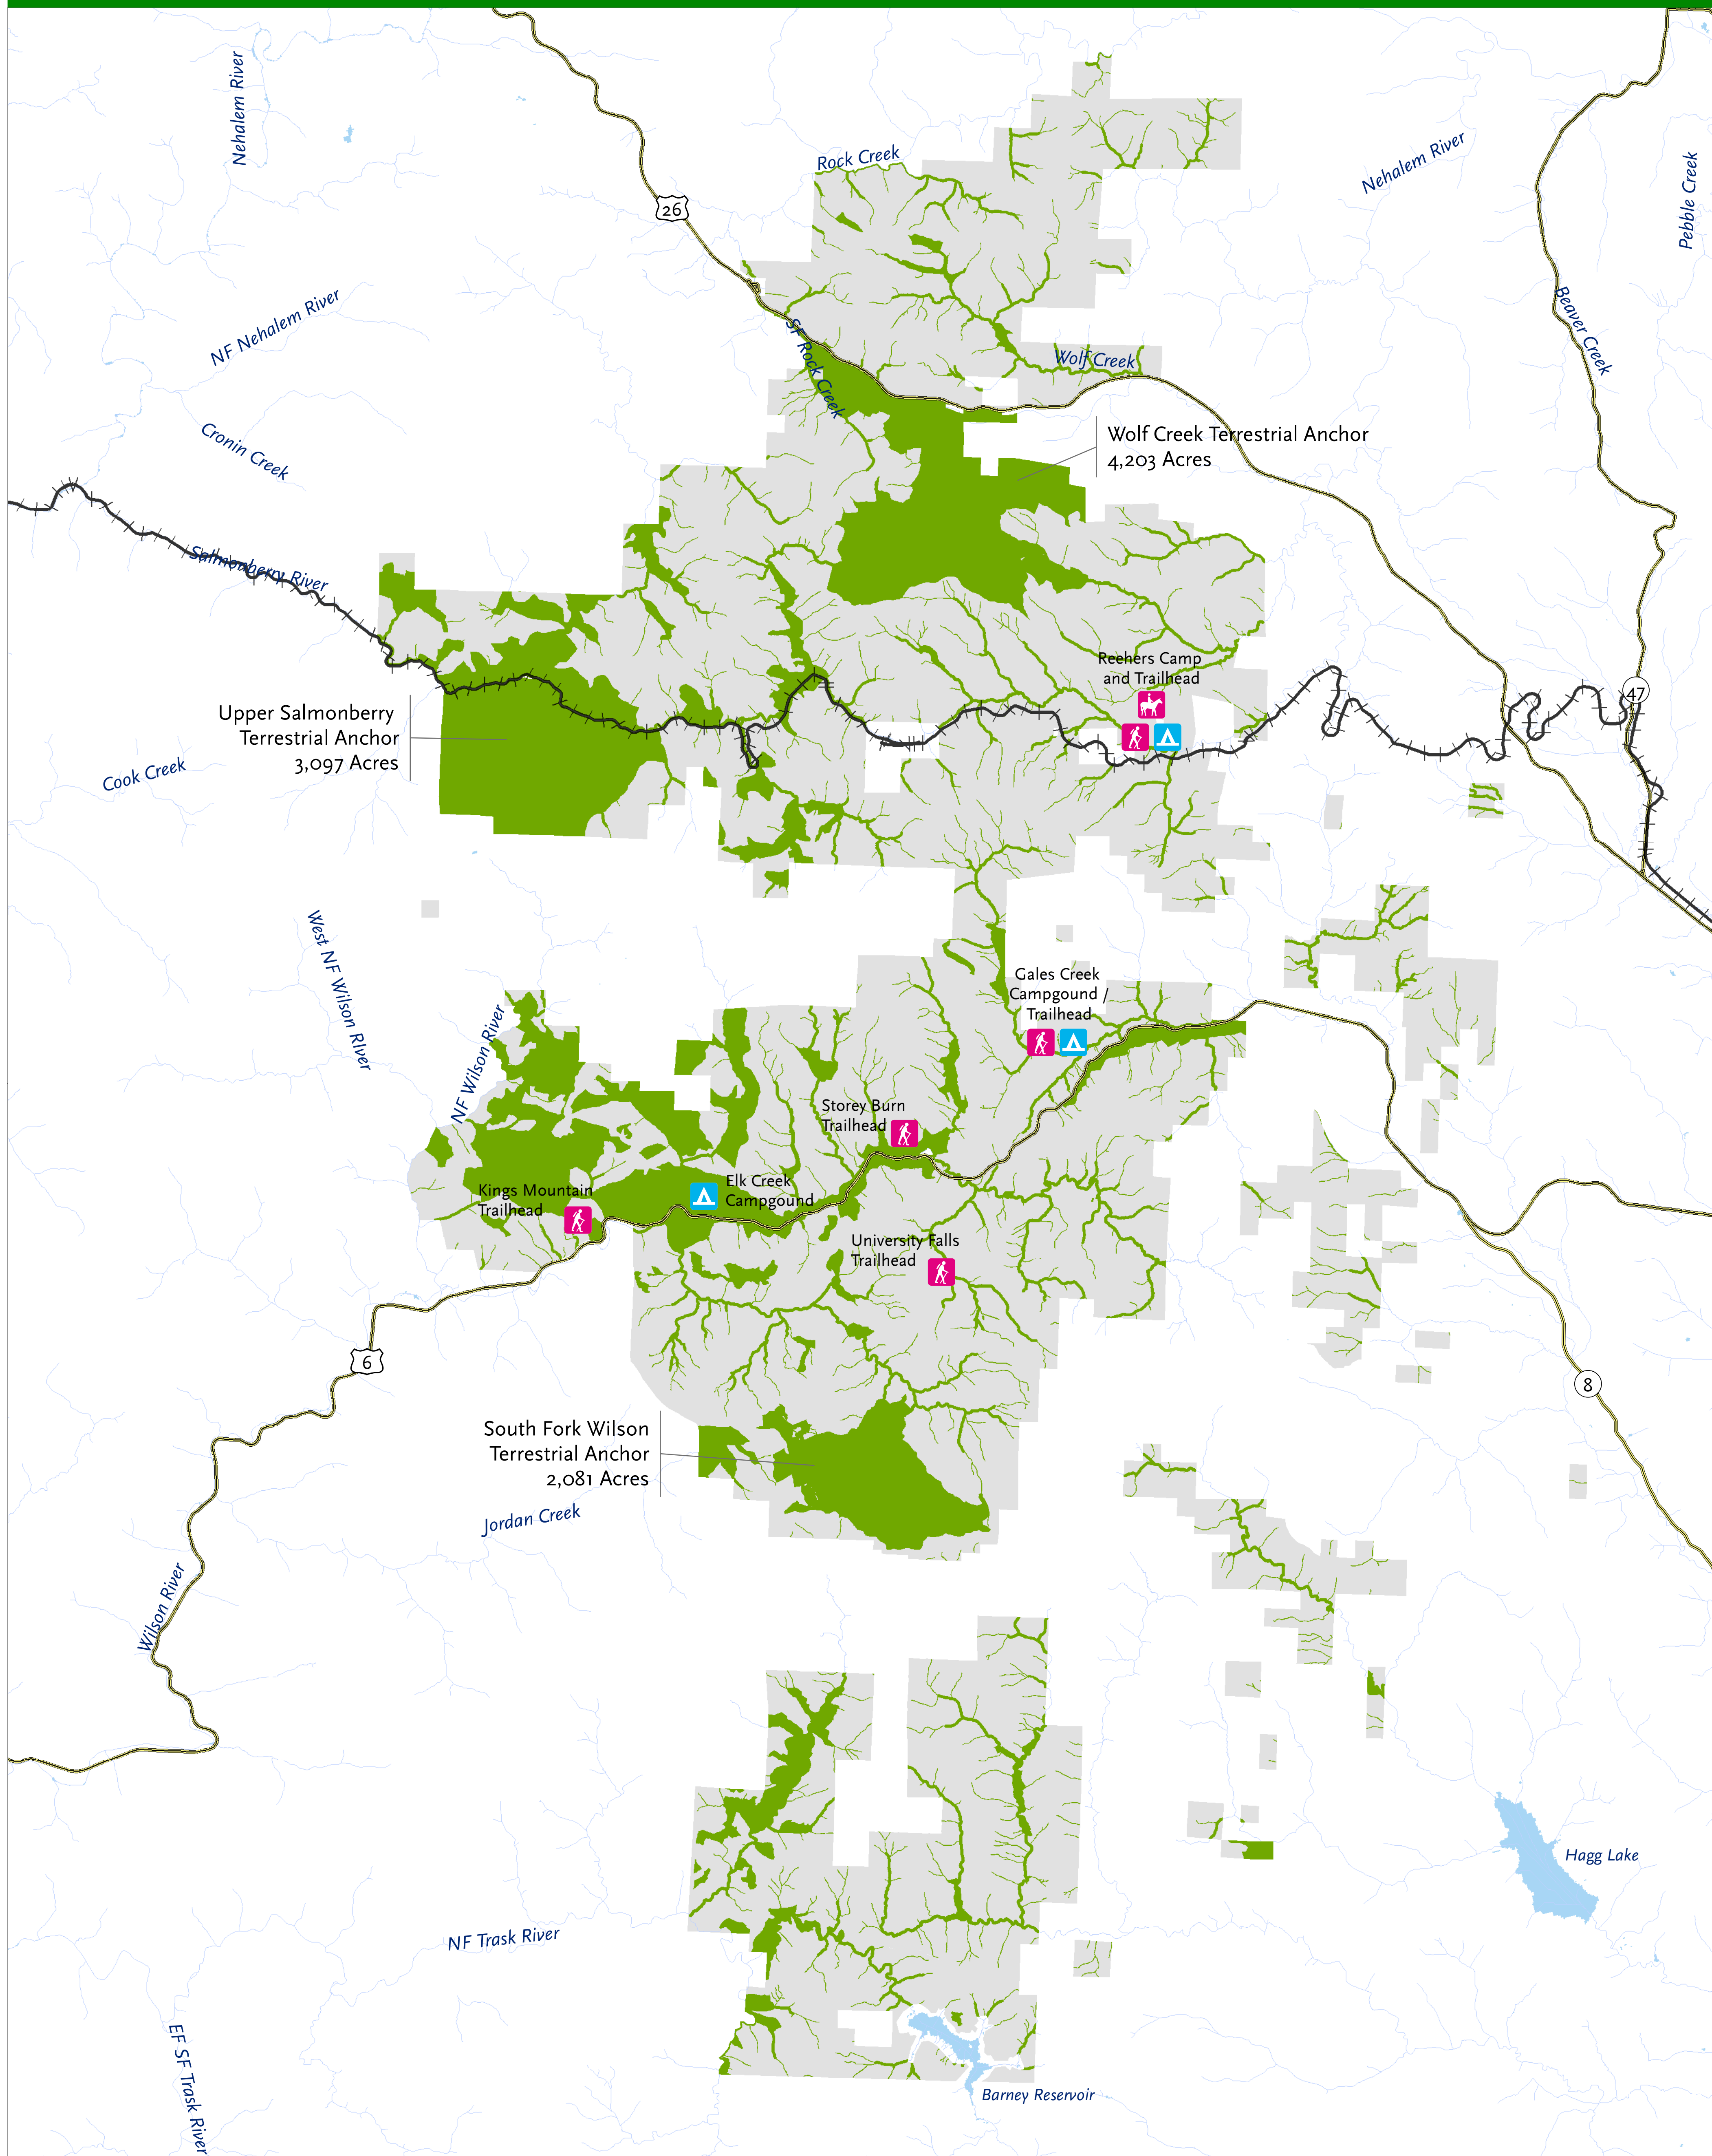 Nehalem River
Rock Creek
Nehalem River
Pebble Creek
26
NF Nehalem River
SF Rock Creek
Wolf Creek
Beaver Creek
Cronin Creek
Wolf Creek Terrestrial Anchor
4,203 Acres
Salmonberry River
Reehers Camp
and Trailhead
47
Upper Salmonberry
Terrestrial Anchor
3,097 Acres
Cook Creek
West NF Wilson RIver
NF Wilson River
Gales Creek
Campgound /
Trailhead
Storey Burn
Trailhead
Kings Mountain
Trailhead
Elk Creek
Campgound
University Falls
Trailhead
6
8
South Fork Wilson
Terrestrial Anchor
2,081 Acres
Jordan Creek
Wilson River
Hagg Lake
NF Trask River
EF SF Trask River
Barney Reservoir